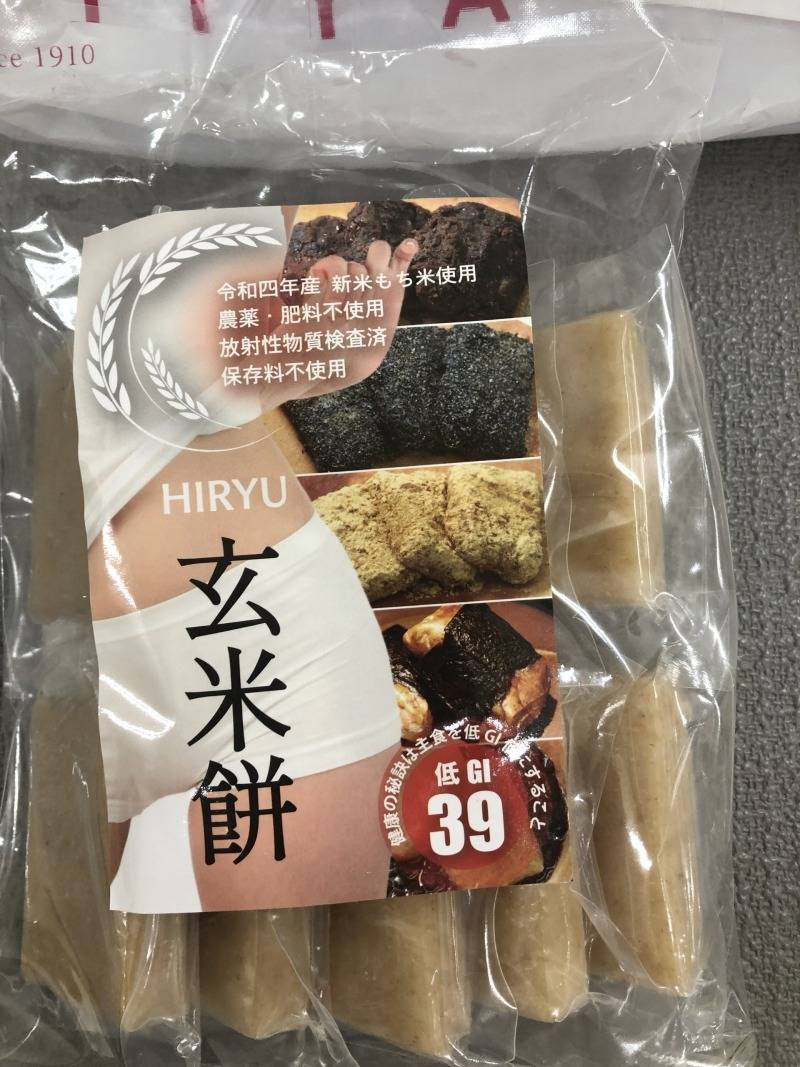 ce 1910
令和四年産 新米もち米使用
農薬・肥料不使用
放射性物質検査済
保存料不使用
HIRYU
玄米餅
健康の秘訣は主食を低GI
にすること
低 GI
39